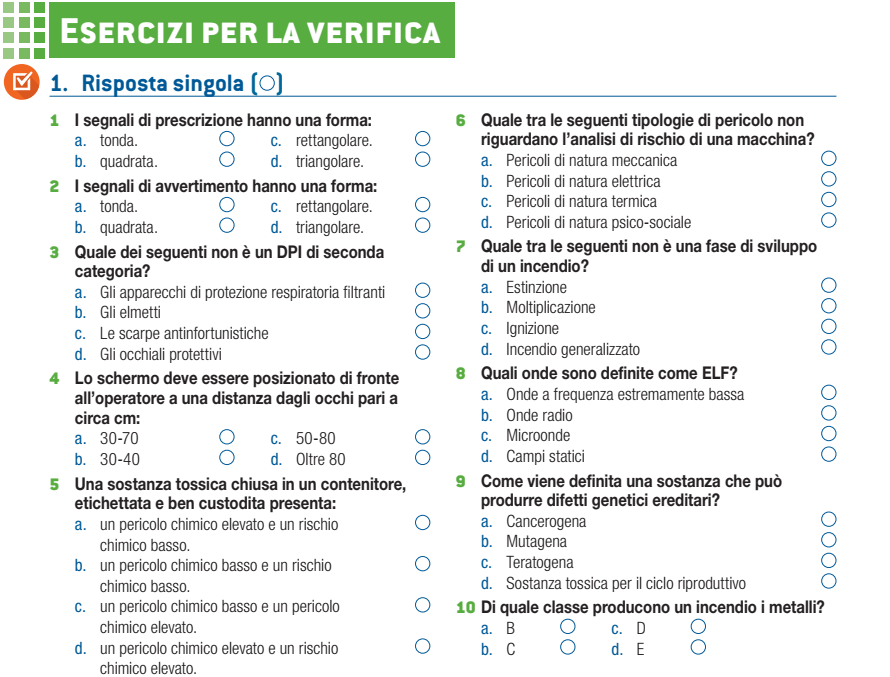 ESERCIZI PER LA VERIFICA
1. Risposta singola (○)
1 I segnali di prescrizione hanno una forma:
a. tonda. ○ c. rettangolare. ○
b. quadrata. ○ d. triangolare. ○
2 I segnali di avvertimento hanno una forma:
a. tonda. ○ c. rettangolare. ○
b. quadrata. ○ d. triangolare. ○
3 Quale dei seguenti non è un DPI di seconda
categoria?
a. Gli apparecchi di protezione respiratoria filtranti ○
b. Gli elmetti ○
c. Le scarpe antinfortunistiche ○
d. Gli occhiali protettivi ○
4 Lo schermo deve essere posizionato di fronte
all'operatore a una distanza dagli occhi pari a
circa cm:
a. 30-70 ○ c. 50-80 ○
b. 30-40 ○ d. Oltre 80 ○
5 Una sostanza tossica chiusa in un contenitore,
etichettata e ben custodita presenta:
a. un pericolo chimico elevato e un rischio ○
chimico basso.
b. un pericolo chimico basso e un rischio ○
chimico basso.
c. un pericolo chimico basso e un pericolo ○
chimico elevato.
d. un pericolo chimico elevato e un rischio ○
chimico elevato.
6 Quale tra le seguenti tipologie di pericolo non
riguardano l'analisi di rischio di una macchina?
a. Pericoli di natura meccanica ○
b. Pericoli di natura elettrica ○
c. Pericoli di natura termica ○
d. Pericoli di natura psico-sociale ○
7 Quale tra le seguenti non è una fase di sviluppo
di un incendio?
a. Estinzione ○
b. Moltiplicazione ○
c. Ignizione ○
d. Incendio generalizzato ○
8 Quali onde sono definite come ELF?
a. Onde a frequenza estremamente bassa ○
b. Onde radio ○
c. Microonde ○
d. Campi statici ○
9 Come viene definita una sostanza che può
produrre difetti genetici ereditari?
a. Cancerogena ○
b. Mutagena ○
c. Teratogena ○
d. Sostanza tossica per il ciclo riproduttivo ○
10 Di quale classe producono un incendio i metalli?
a. B ○ c. D ○
b. C ○ d. E ○